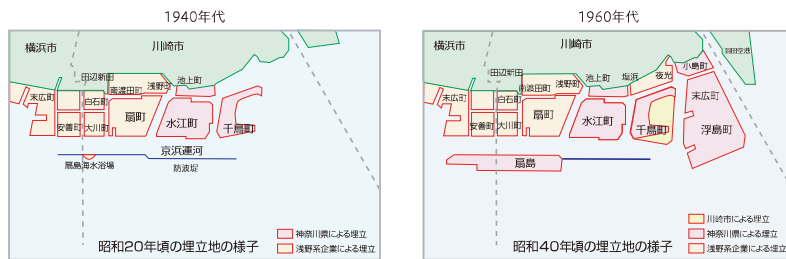 1940年代
横浜市
川崎市
田辺新田
浅野町
池上町
南渡田町
末広町
白石町
扇町
水江町
千鳥町
安善町
大川町
京浜運河
扇島海水浴場
防波堤
神奈川県による埋立
浅野系企業による埋立
昭和20年頃の埋立地の様子
1960年代
横浜市
川崎市
羽田空港
小島町
田辺新田
浅野町
池上町
塩浜
夜光
南渡田町
末広町
白石町
扇町
水江町
千鳥町
末広町
浮島町
安善町
大川町
扇島
川崎市による埋立
神奈川県による埋立
浅野系企業による埋立
昭和40年頃の埋立地の様子